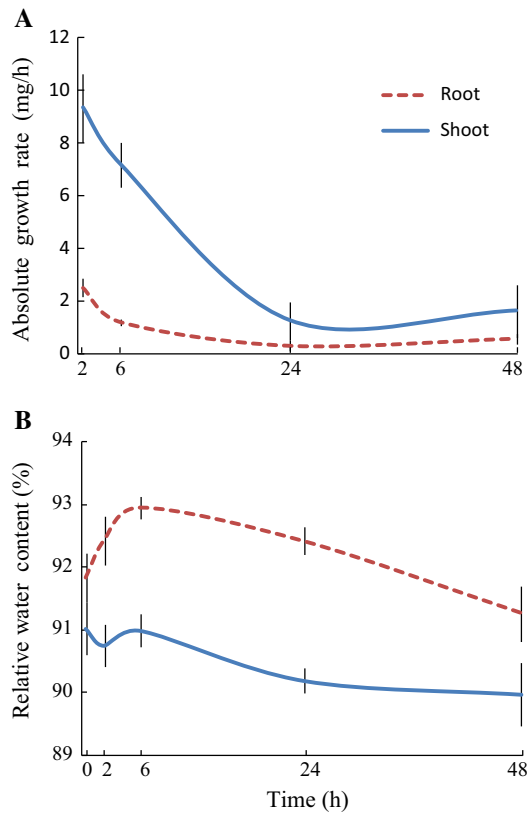 A
Absolute growth rate (mg/h)
12
10
8
6
4
2
0
Root
Shoot
2 6 24 48
B
Relative water content (%)
94
93
92
91
90
89
0 2 6 24 48
Time (h)